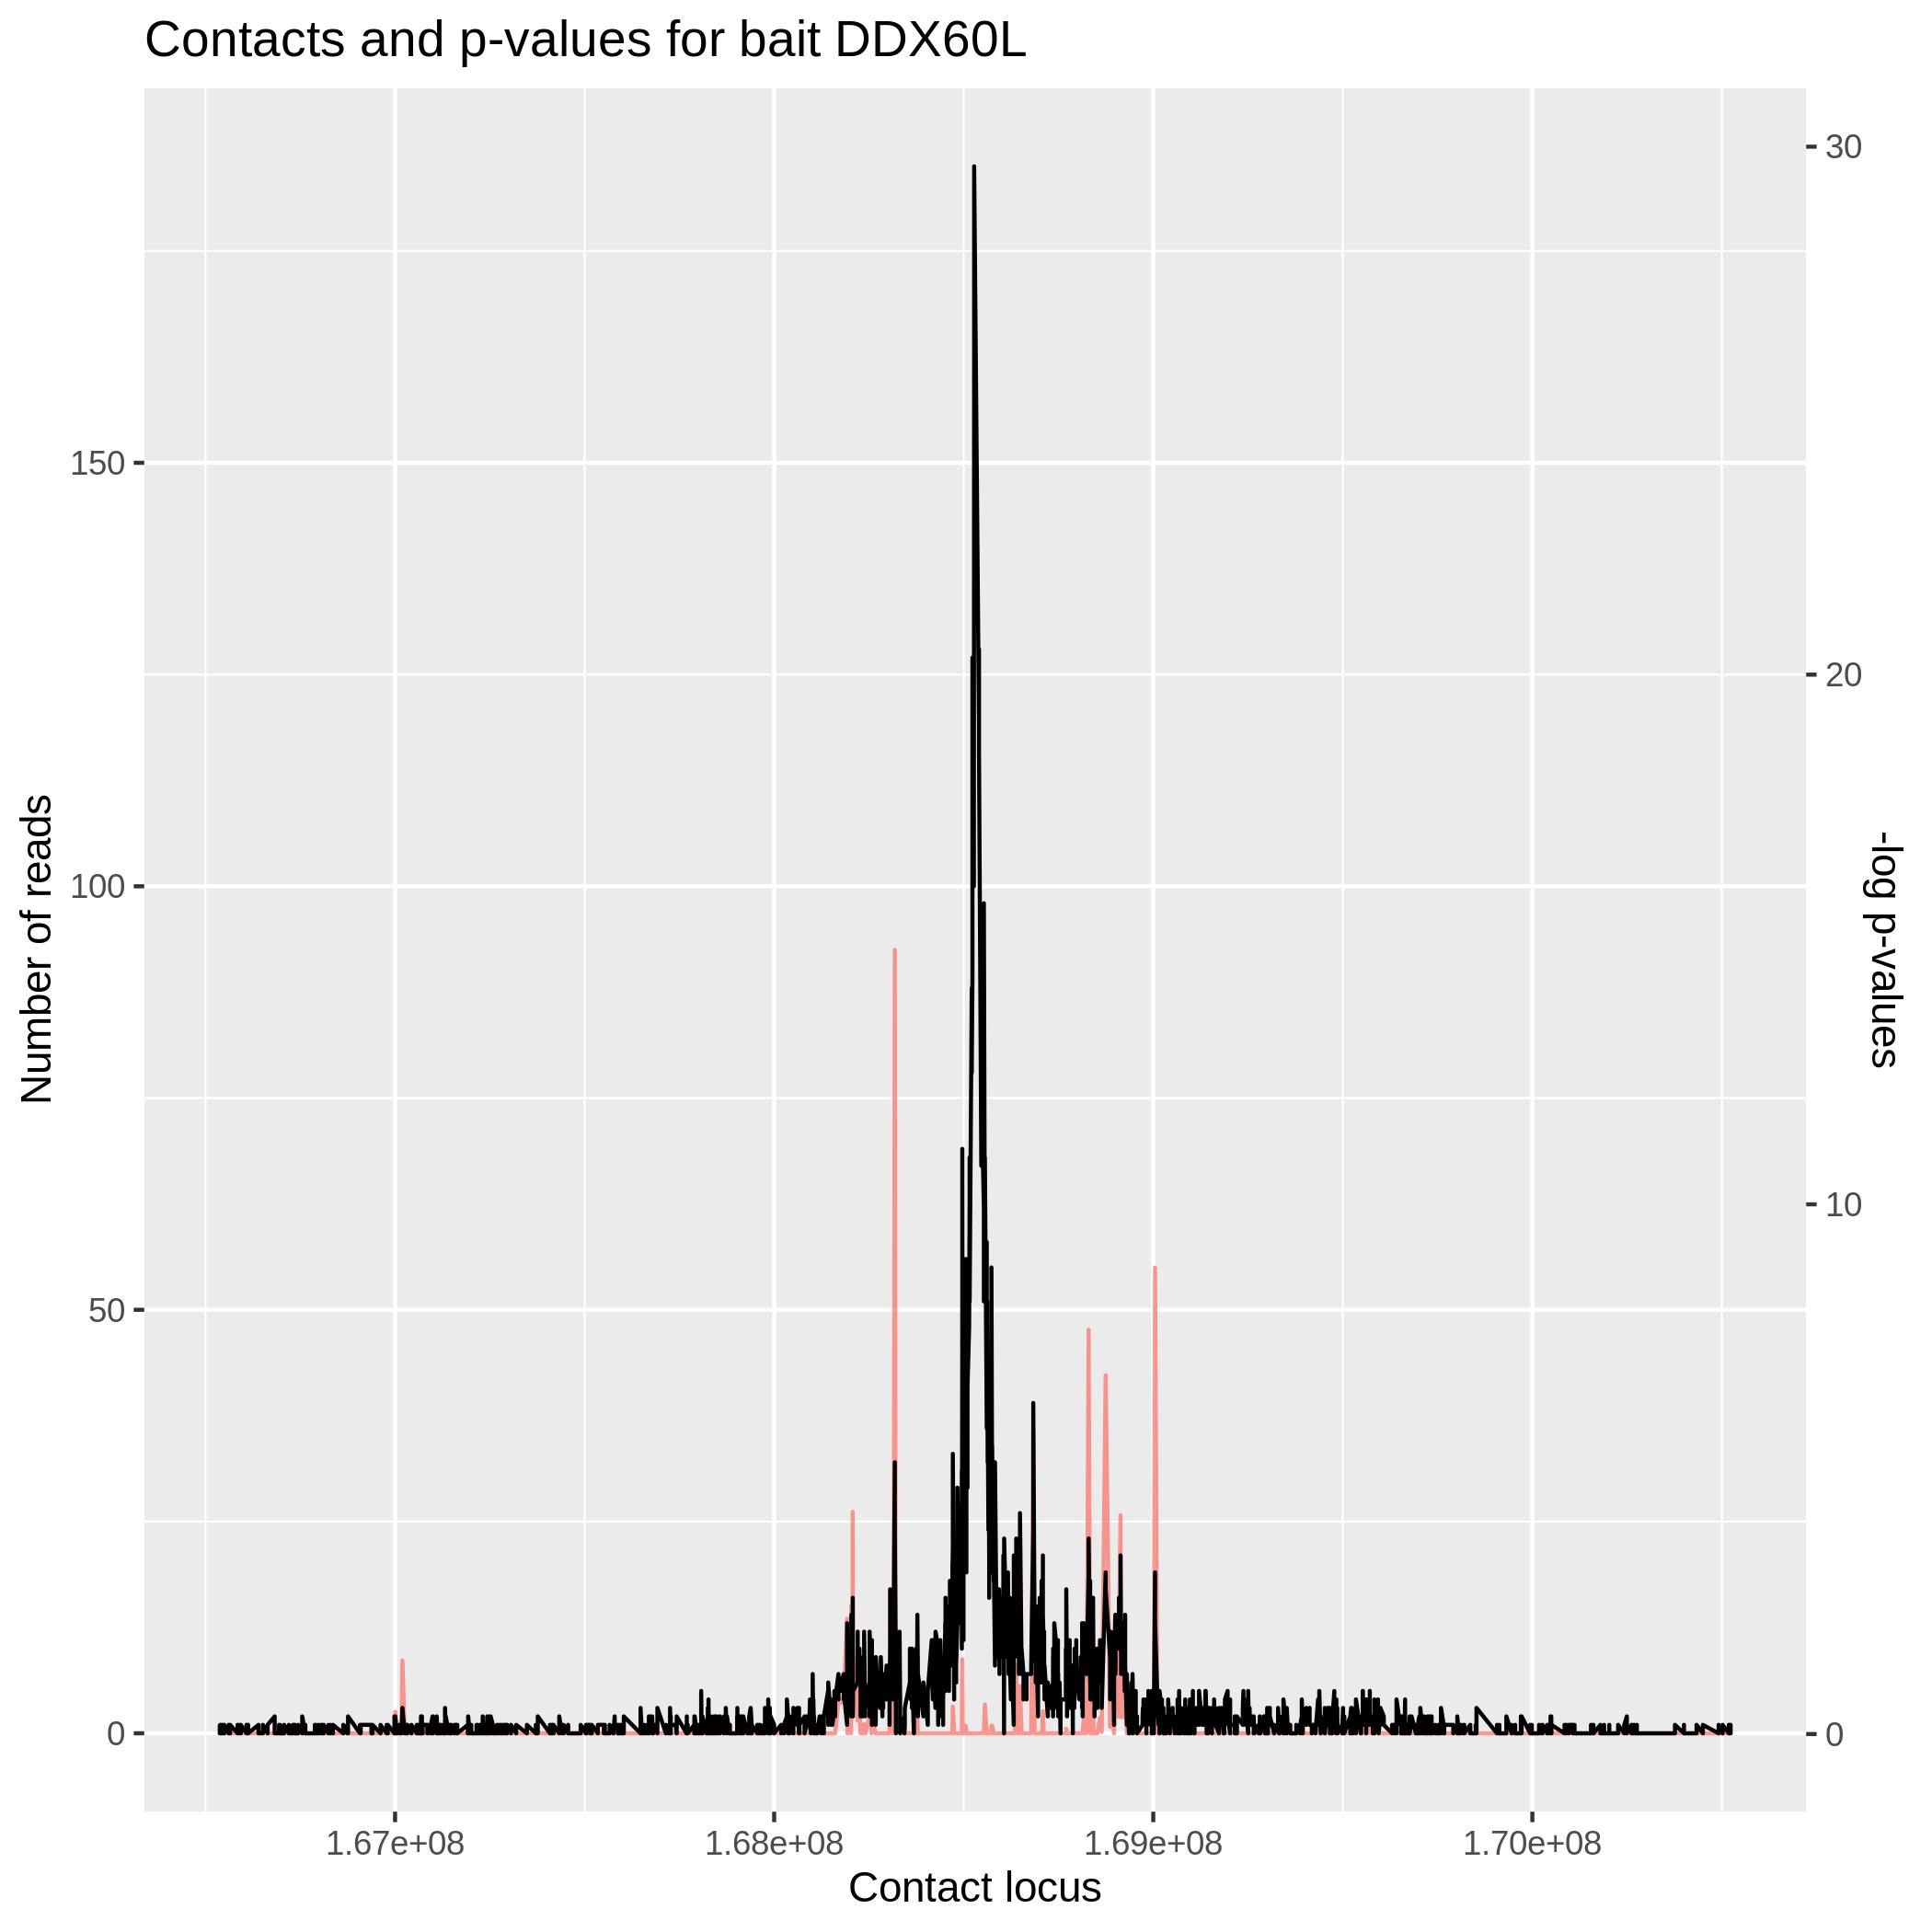 Contacts and p-values for bait DDX60L
30
150
20
100
10
50
0
0
Number of reads
-log p-values
1.67e+08
1.68e+08
1.69e+08
1.70e+08
Contact locus